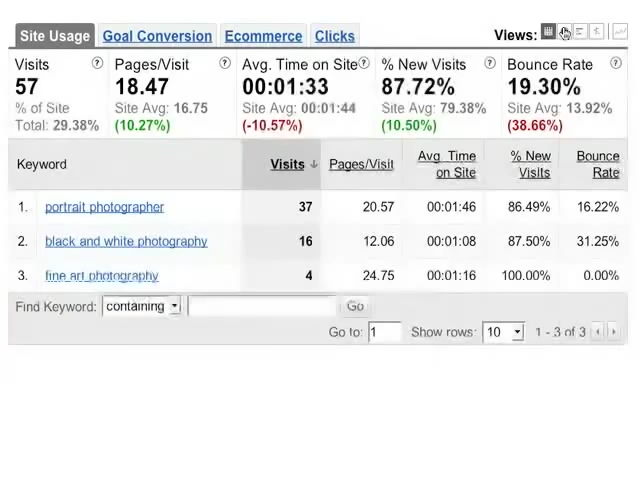 Site Usage Goal Conversion Ecommerce Clicks Views:
Visits ? Pages/Visit ? Avg. Time on Site ? % New Visits ? Bounce Rate ?
57 18.47 00:01:33 87.72% 19.30%
% of Site Site Avg: 16.75 Site Avg: 00:01:44 Site Avg: 79.38% Site Avg: 13.92%
Total: 29.38% (10.27%) (-10.57%) (10.50%) (38.66%)
Keyword Visits ↓ Pages/Visit Avg. Time on Site % New Visits Bounce Rate
1. portrait photographer 37 20.57 00:01:46 86.49% 16.22%
2. black and white photography 16 12.06 00:01:08 87.50% 31.25%
3. fine art photography 4 24.75 00:01:16 100.00% 0.00%
Find Keyword: containing Go
Go to: 1 Show rows: 10 1 - 3 of 3